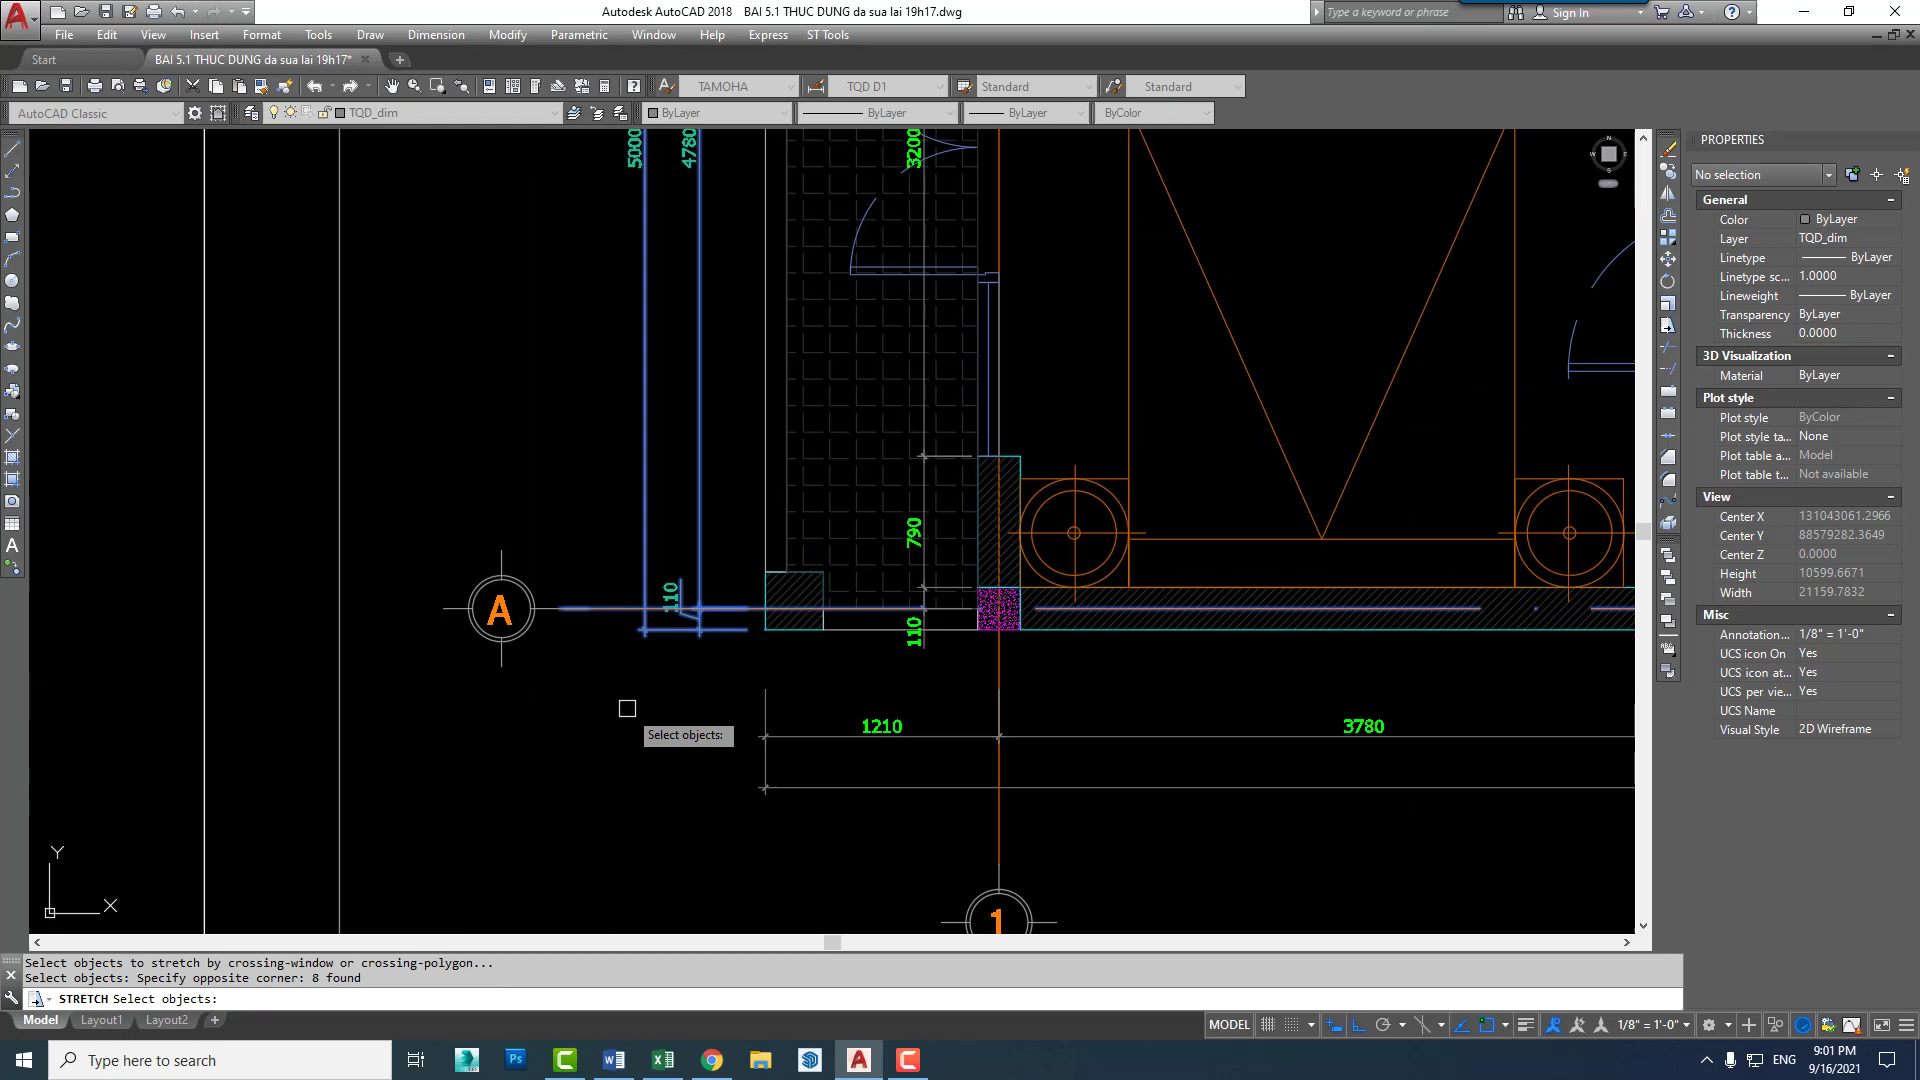 Autodesk AutoCAD 2018 BAI 5.1 THUC DUNG da sua lai 19h17.dwg
Type a keyword or phrase
Sign In
File Edit View Insert Format Tools Draw Dimension Modify Parametric Window Help Express ST Tools
Start
BAI 5.1 THUC DUNG da sua lai 19h17*
TAMOHA
TQD D1
Standard
Standard
AutoCAD Classic
TQD_dim
ByLayer
ByLayer
ByLayer
ByColor
PROPERTIES
No selection
General
Color ByLayer
Layer TQD_dim
Linetype ByLayer
Linetype sc... 1.0000
Lineweight ByLayer
Transparency ByLayer
Thickness 0.0000
3D Visualization
Material ByLayer
Plot style
Plot style ByColor
Plot style ta... None
Plot table a... Model
Plot table t... Not available
View
Center X 131043061.2966
Center Y 88579282.3649
Center Z 0.0000
Height 10599.6671
Width 21159.7832
Misc
Annotation... 1/8" = 1'-0"
UCS icon On Yes
UCS icon at... Yes
UCS per vie... Yes
UCS Name
Visual Style 2D Wireframe
5000
4780
3200
790
110
110
A
Select objects:
1210
3780
1
Y
X
Select objects to stretch by crossing-window or crossing-polygon...
Select objects: Specify opposite corner: 8 found
STRETCH Select objects:
Model Layout1 Layout2
MODEL
1/8" = 1'-0"
Type here to search
ENG
9:01 PM
9/16/2021